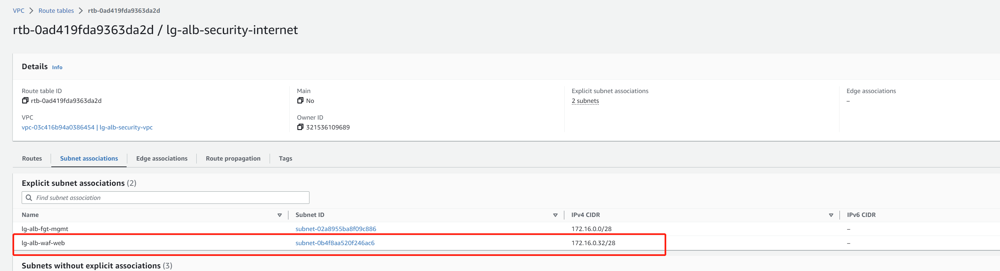 VPC > Route tables > rtb-0ad419fda9363da2d
rtb-0ad419fda9363da2d / lg-alb-security-internet
Details Info
Route table ID
rtb-0ad419fda9363da2d
Main
No
Explicit subnet associations
2 subnets
Edge associations
–
VPC
vpc-03c416b94a0386454 | lg-alb-security-vpc
Owner ID
321536109689
Routes Subnet associations Edge associations Route propagation Tags
Explicit subnet associations (2)
Find subnet association
Name Subnet ID IPv4 CIDR IPv6 CIDR
lg-alb-fgt-mgmt subnet-02a8955ba8f09c886 172.16.0.0/28 –
lg-alb-waf-web subnet-0b4f8aa520f246ac6 172.16.0.32/28 –
Subnets without explicit associations (3)